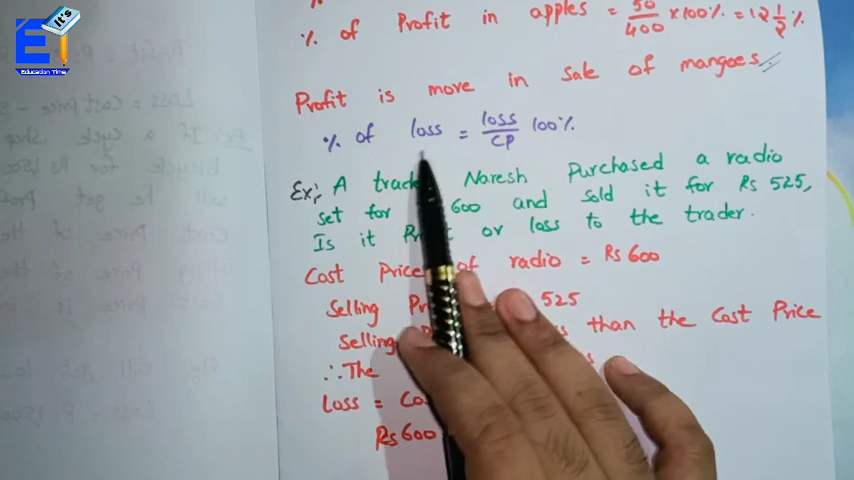 It's
E
Education Time
%
% of Profit in apples = 50/400 ×100% = 12 1/2 %
Profit is more in sale of mangoes
% of loss = loss/CP 100%
Ex:- A trade Naresh Purchased a radio
set for 600 and sold it for Rs 525,
Is it or loss to the trader.
Cost Price of radio = Rs 600
Selling 525
Selling than the Cost Price
∴ The
Loss =
Rs 600